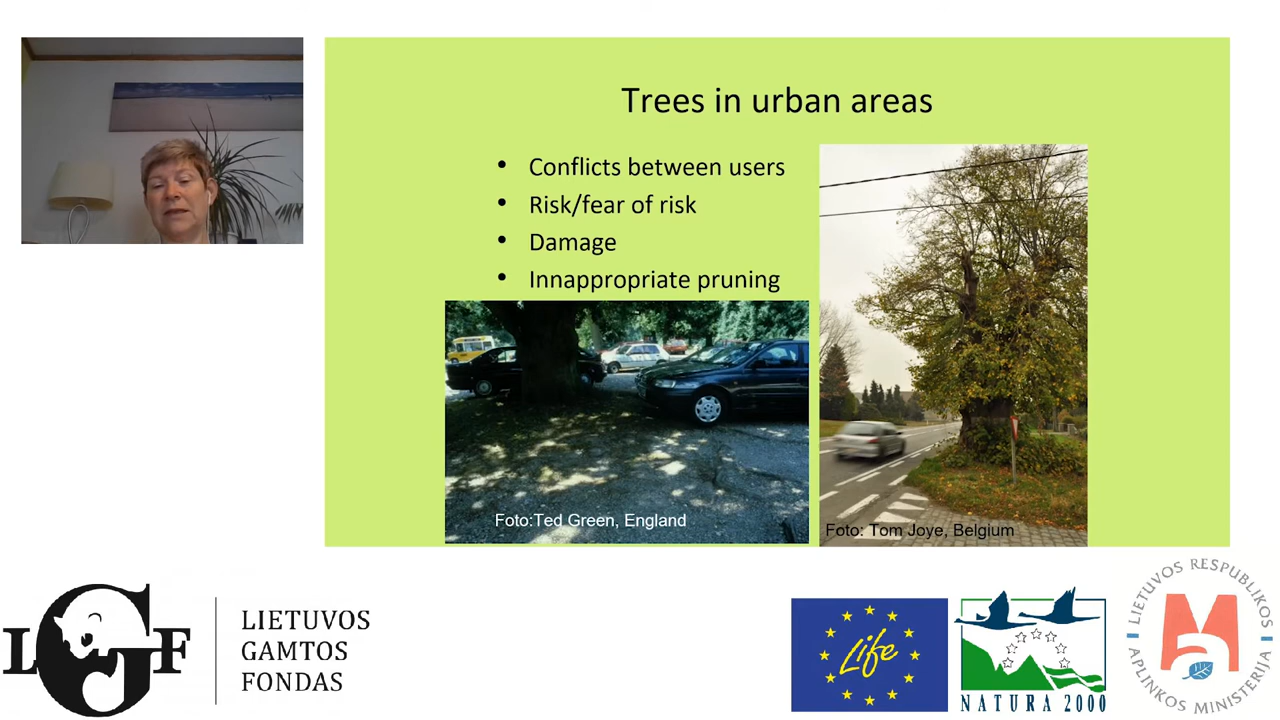 Trees in urban areas
• Conflicts between users
• Risk/fear of risk
• Damage
• Innappropriate pruning
Foto:Ted Green, England
Foto: Tom Joye, Belgium
LGF
LIETUVOS
GAMTOS
FONDAS
Life
NATURA 2000
LIETUVOS RESPUBLIKOS
APLINKOS MINISTERIJA